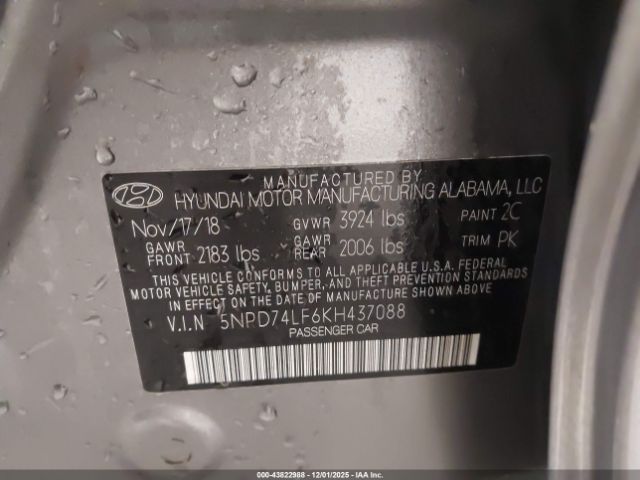 MANUFACTURED BY
HYUNDAI MOTOR MANUFACTURING ALABAMA, LLC
Nov/17/18 GVWR 3924 lbs PAINT 2C
GAWR FRONT 2183 lbs GAWR REAR 2006 lbs TRIM PK
THIS VEHICLE CONFORMS TO ALL APPLICABLE U.S.A. FEDERAL
MOTOR VEHICLE SAFETY, BUMPER, AND THEFT PREVENTION STANDARDS
IN EFFECT ON THE DATE OF MANUFACTURE SHOWN ABOVE.
V.I.N 5NPD74LF6KH437088
PASSENGER CAR
000-43822988 - 12/01/2025 - COPART/IAA